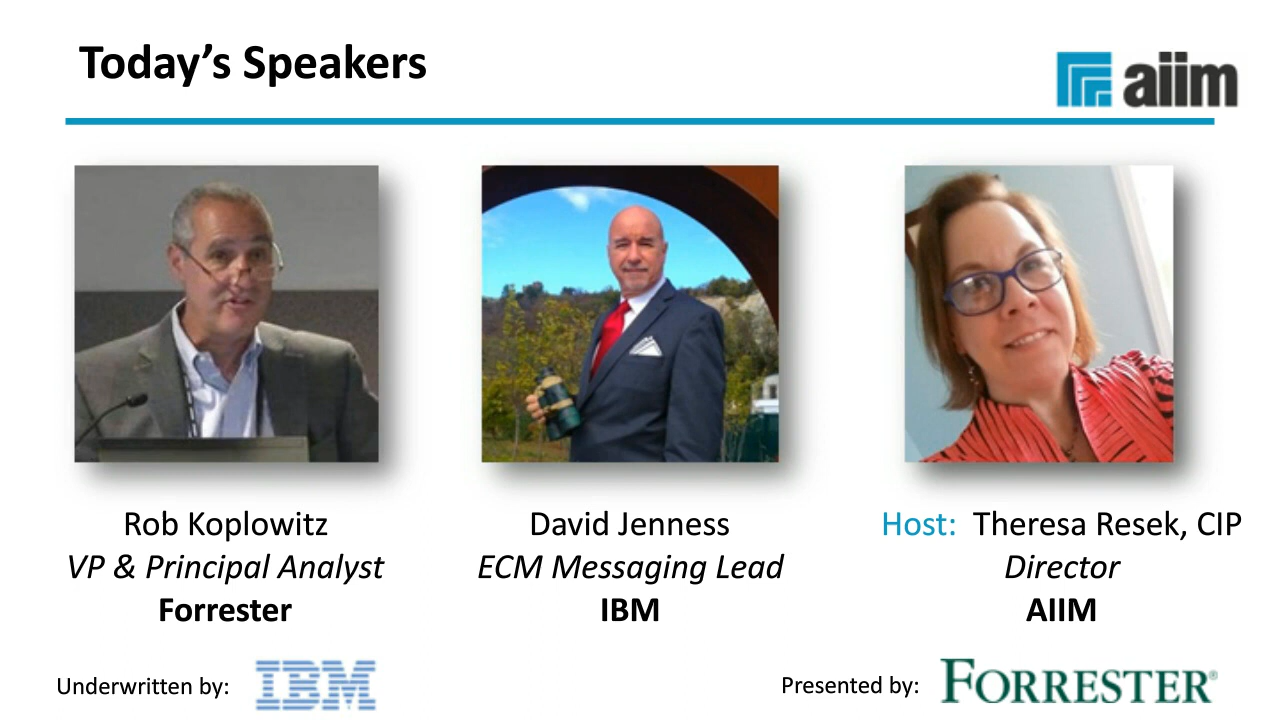 Today’s Speakers
aiim
Rob Koplowitz
VP & Principal Analyst
Forrester
David Jenness
ECM Messaging Lead
IBM
Host: Theresa Resek, CIP
Director
AIIM
Underwritten by: IBM
Presented by: FORRESTER®